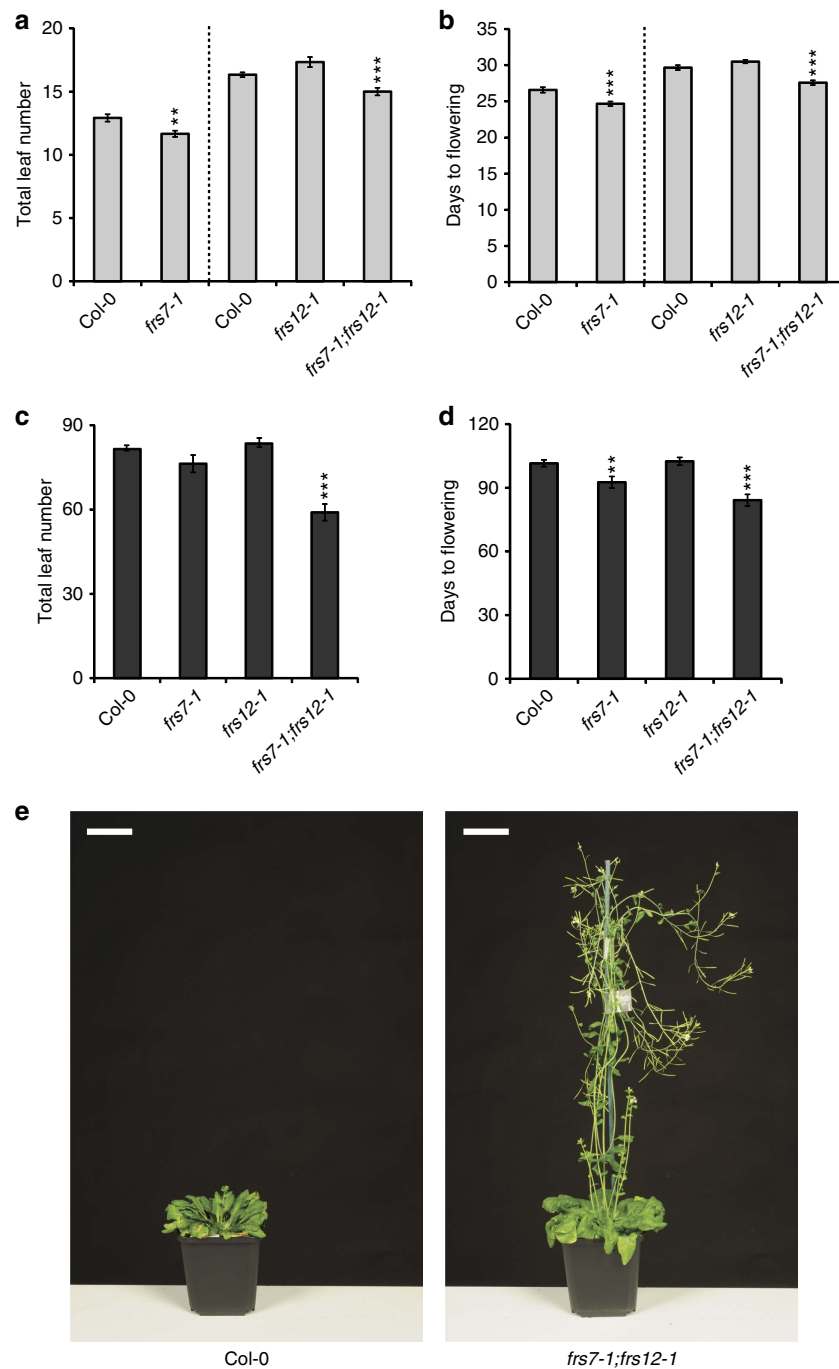 a
Total leaf number
20
15
10
5
0
**
***
Col-0
frs7-1
Col-0
frs12-1
frs7-1;frs12-1
b
Days to flowering
35
30
25
20
15
10
5
0
***
***
Col-0
frs7-1
Col-0
frs12-1
frs7-1;frs12-1
c
Total leaf number
90
60
30
0
***
Col-0
frs7-1
frs12-1
frs7-1;frs12-1
d
Days to flowering
120
90
60
30
0
**
***
Col-0
frs7-1
frs12-1
frs7-1;frs12-1
e
Col-0
frs7-1;frs12-1